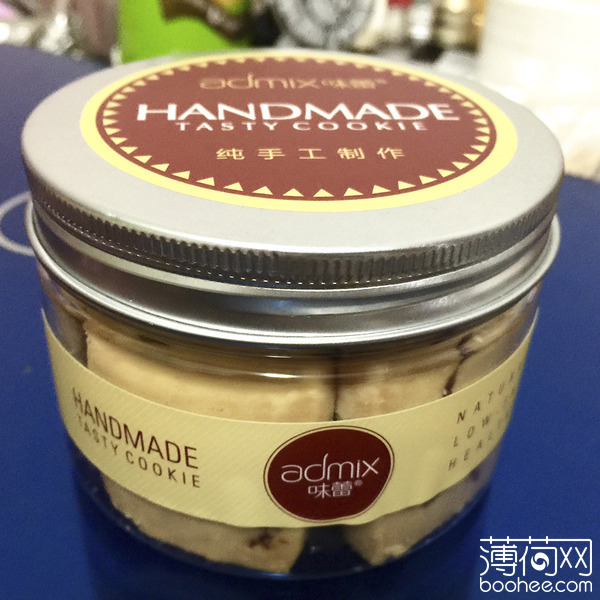 admix味蕾®
HANDMADE
TASTY COOKIE
纯手工制作
HANDMADE
TASTY COOKIE
admix
味蕾®
薄荷网
boohee.com